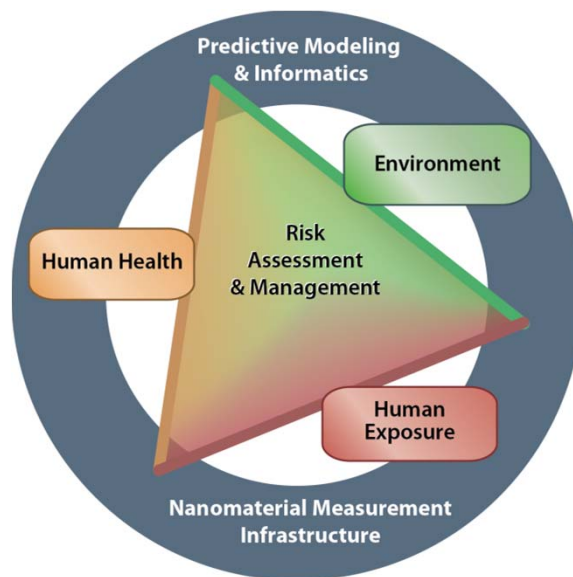 Predictive Modeling
& Informatics
Environment
Human Health
Risk
Assessment
& Management
Human
Exposure
Nanomaterial Measurement
Infrastructure